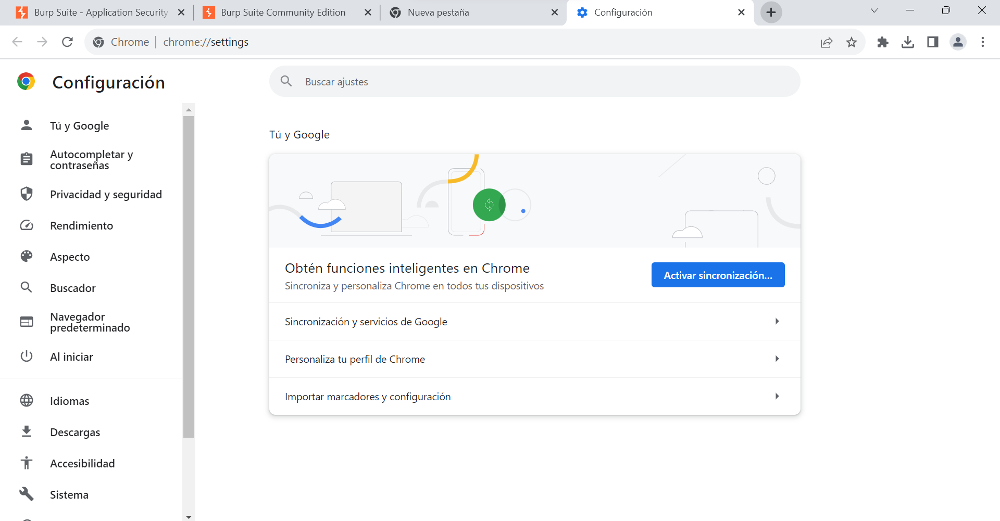 Burp Suite - Application Security
Burp Suite Community Edition
Nueva pestaña
Configuración
Chrome
chrome://settings
Configuración
Buscar ajustes
Tú y Google
Autocompletar y
contraseñas
Privacidad y seguridad
Rendimiento
Aspecto
Buscador
Navegador
predeterminado
Al iniciar
Idiomas
Descargas
Accesibilidad
Sistema
Tú y Google
Obtén funciones inteligentes en Chrome
Sincroniza y personaliza Chrome en todos tus dispositivos
Activar sincronización...
Sincronización y servicios de Google
Personaliza tu perfil de Chrome
Importar marcadores y configuración